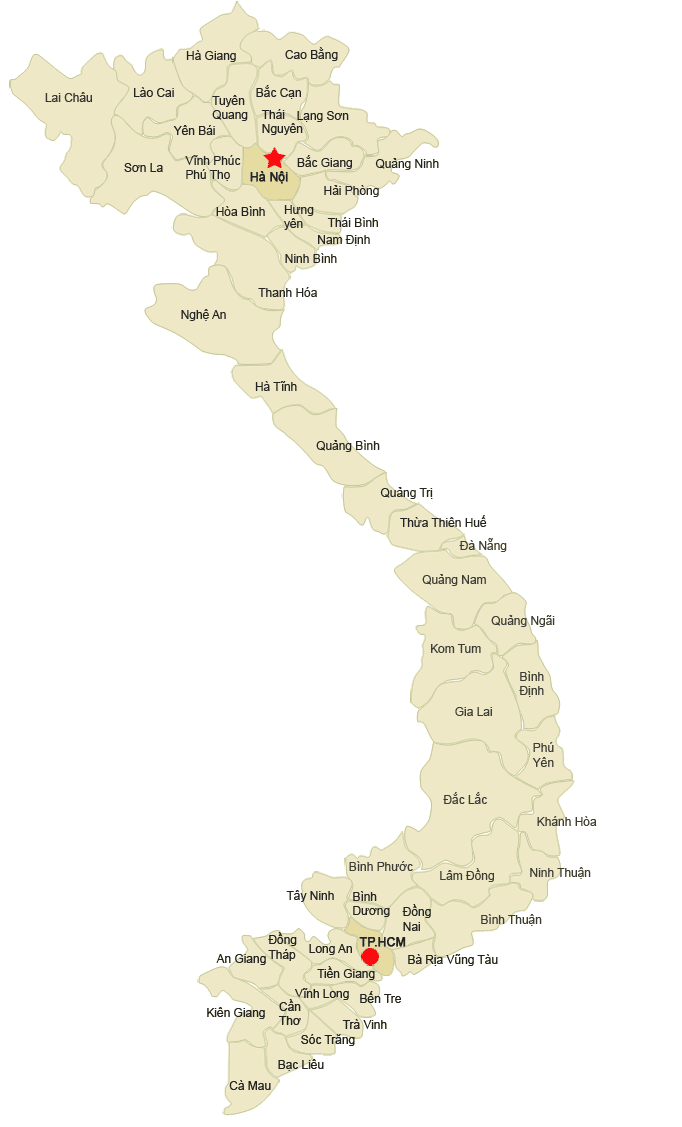 Hà Giang
Cao Bằng
Lai Châu
Lào Cai
Bắc Cạn
Tuyên
Quang
Thái
Nguyên
Lạng Sơn
Yên Bái
Sơn La
Vĩnh Phúc
Phú Thọ
Hà Nội
Bắc Giang
Quảng Ninh
Hải Phòng
Hòa Bình
Hưng
yên
Thái Bình
Nam Định
Ninh Bình
Thanh Hóa
Nghệ An
Hà Tĩnh
Quảng Bình
Quảng Trị
Thừa Thiên Huế
Đà Nẵng
Quảng Nam
Quảng Ngãi
Kom Tum
Bình
Định
Gia Lai
Phú
Yên
Đắc Lắc
Khánh Hòa
Bình Phước
Lâm Đồng
Ninh Thuận
Tây Ninh
Bình
Dương
Đồng
Nai
Bình Thuận
TP.HCM
Đồng
Tháp
Long An
An Giang
Bà Rịa Vũng Tàu
Tiền Giang
Vĩnh Long
Bến Tre
Kiên Giang
Cần
Thơ
Trà Vinh
Sóc Trăng
Bạc Liêu
Cà Mau